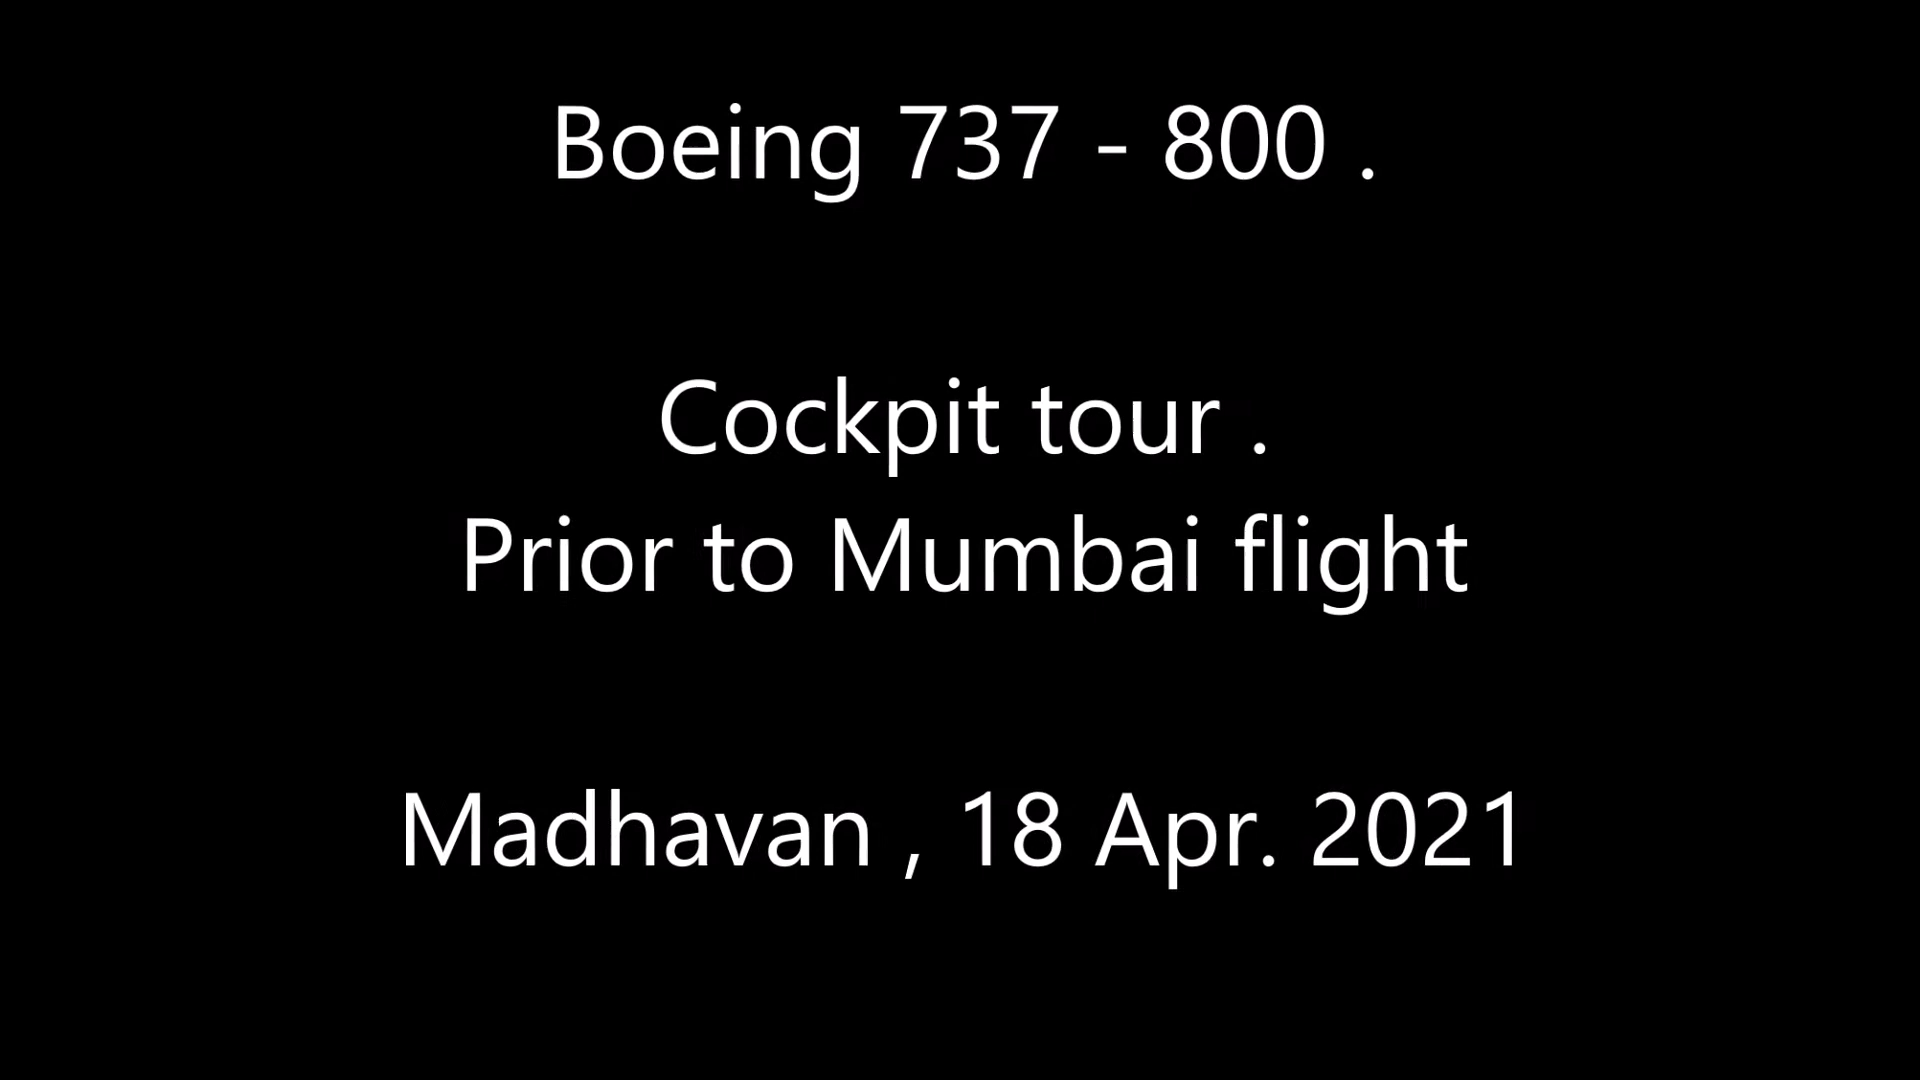 Boeing 737 - 800 .
Cockpit tour .
Prior to Mumbai flight
Madhavan , 18 Apr. 2021